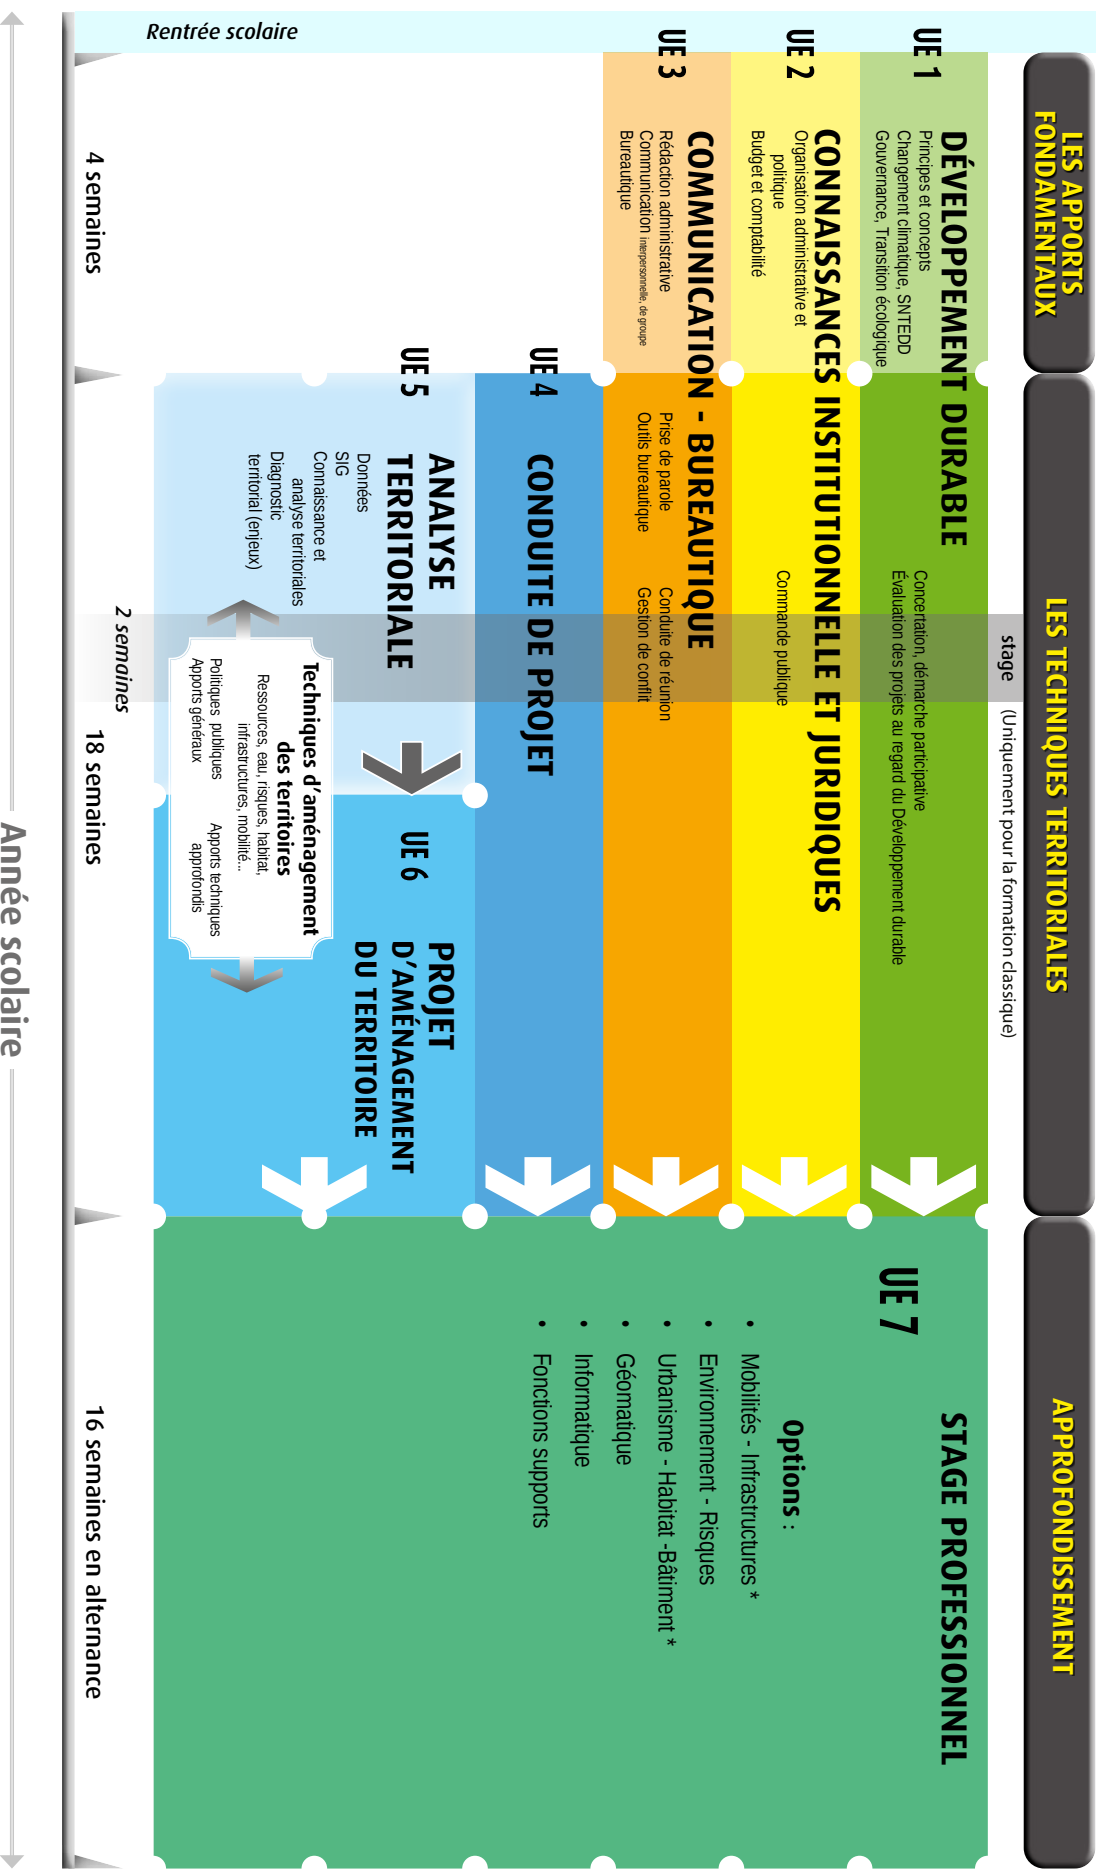 LES APPORTS
FONDAMENTAUX
LES TECHNIQUES TERRITORIALES
APPROFONDISSEMENT
stage
(Uniquement pour la formation classique)
Rentrée scolaire
UE 1
DÉVELOPPEMENT DURABLE
Principes et concepts
Changement climatique, SNTEDD
Gouvernance, Transition écologique
Concertation, démarche participative
Évaluation des projets au regard du Développement durable
UE 2
CONNAISSANCES INSTITUTIONNELLE ET JURIDIQUES
Organisation administrative et
politique
Budget et comptabilité
Commande publique
UE 3
COMMUNICATION - BUREAUTIQUE
Rédaction administrative
Communication interpersonnelle, de groupe
Bureautique
Prise de parole
Outils bureautique
Conduite de réunion
Gestion de conflit
UE 4
CONDUITE DE PROJET
UE 5
ANALYSE
TERRITORIALE
Données
SIG
Connaissance et
analyse territoriales
Diagnostic
territorial (enjeux)
UE 6
PROJET
D'AMÉNAGEMENT
DU TERRITOIRE
Techniques d'aménagement
des territoires
Ressources, eau, risques, habitat,
infrastructures, mobilité...
Politiques publiques
Apports généraux
Apports techniques
approfondis
UE 7
STAGE PROFESSIONNEL
Options :
• Mobilités - Infrastructures *
• Environnement - Risques
• Urbanisme - Habitat -Bâtiment *
• Géomatique
• Informatique
• Fonctions supports
4 semaines
2 semaines
18 semaines
16 semaines en alternance
Année scolaire